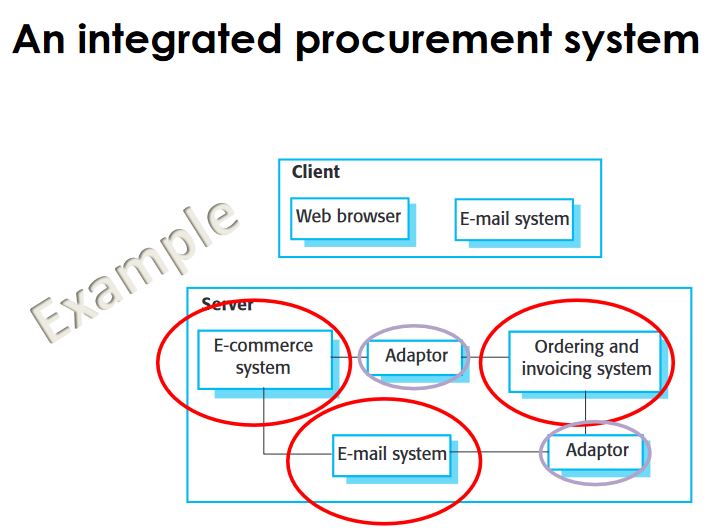 An integrated procurement system
Example
Client
Web browser
E-mail system
Server
E-commerce
system
Adaptor
Ordering and
invoicing system
E-mail system
Adaptor